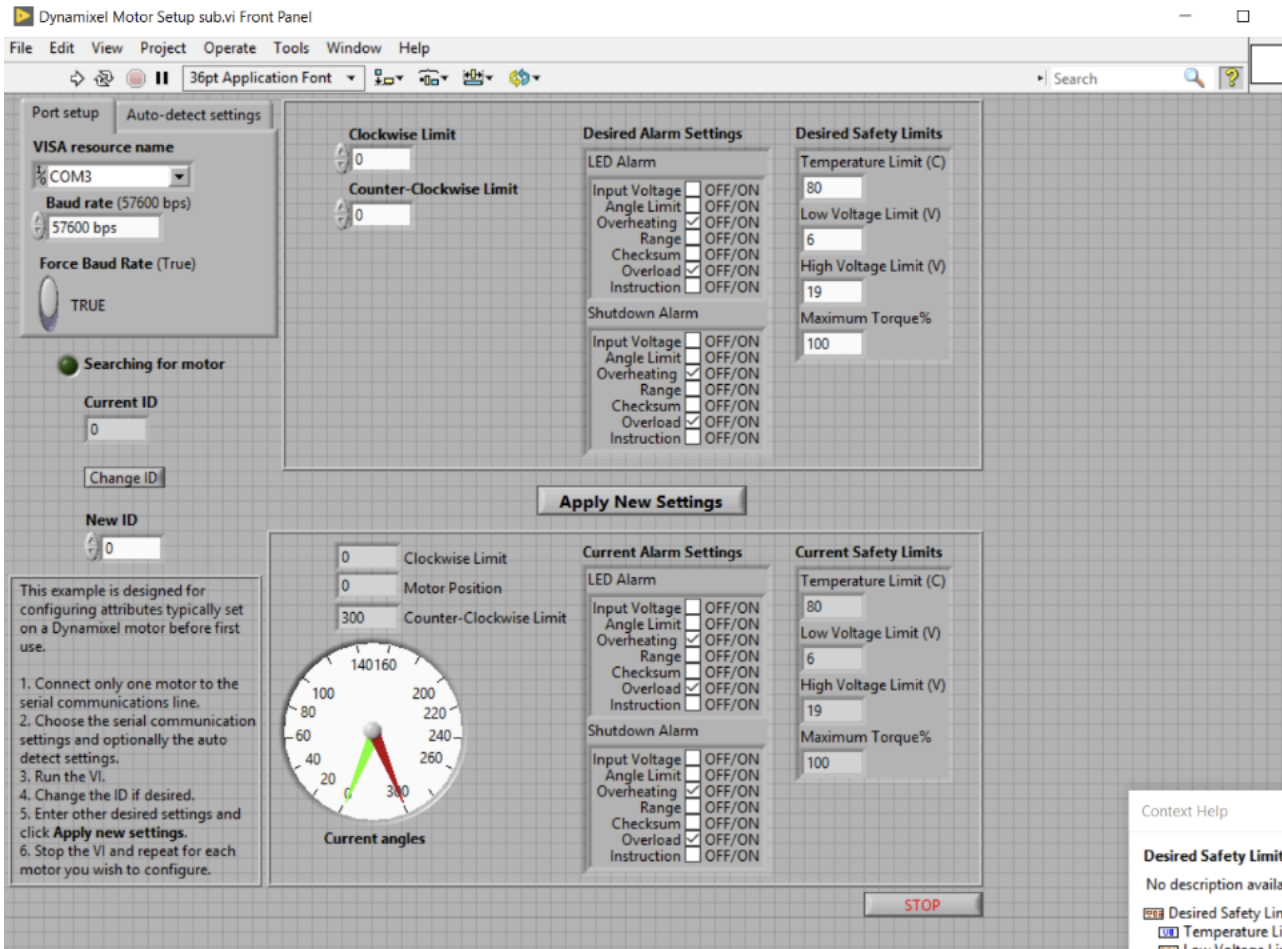 Dynamixel Motor Setup sub.vi Front Panel
File Edit View Project Operate Tools Window Help
36pt Application Font
Search
Port setup
Auto-detect settings
VISA resource name
COM3
Baud rate (57600 bps)
57600 bps
Force Baud Rate (True)
TRUE
Searching for motor
Current ID
0
Change ID
New ID
0
This example is designed for
configuring attributes typically set
on a Dynamixel motor before first
use.
1. Connect only one motor to the
serial communications line.
2. Choose the serial communication
settings and optionally the auto
detect settings.
3. Run the VI.
4. Change the ID if desired.
5. Enter other desired settings and
click Apply new settings.
6. Stop the VI and repeat for each
motor you wish to configure.
Clockwise Limit
0
Counter-Clockwise Limit
0
Desired Alarm Settings
LED Alarm
Input Voltage OFF/ON
Angle Limit OFF/ON
Overheating OFF/ON
Range OFF/ON
Checksum OFF/ON
Overload OFF/ON
Instruction OFF/ON
Shutdown Alarm
Input Voltage OFF/ON
Angle Limit OFF/ON
Overheating OFF/ON
Range OFF/ON
Checksum OFF/ON
Overload OFF/ON
Instruction OFF/ON
Desired Safety Limits
Temperature Limit (C)
80
Low Voltage Limit (V)
6
High Voltage Limit (V)
19
Maximum Torque%
100
Apply New Settings
0 Clockwise Limit
0 Motor Position
300 Counter-Clockwise Limit
0
20
40
60
80
100
140
160
200
220
240
260
300
Current angles
Current Alarm Settings
LED Alarm
Input Voltage OFF/ON
Angle Limit OFF/ON
Overheating OFF/ON
Range OFF/ON
Checksum OFF/ON
Overload OFF/ON
Instruction OFF/ON
Shutdown Alarm
Input Voltage OFF/ON
Angle Limit OFF/ON
Overheating OFF/ON
Range OFF/ON
Checksum OFF/ON
Overload OFF/ON
Instruction OFF/ON
Current Safety Limits
Temperature Limit (C)
80
Low Voltage Limit (V)
6
High Voltage Limit (V)
19
Maximum Torque%
100
STOP
Context Help
Desired Safety Limit
No description availa
Desired Safety Lim
Temperature Li